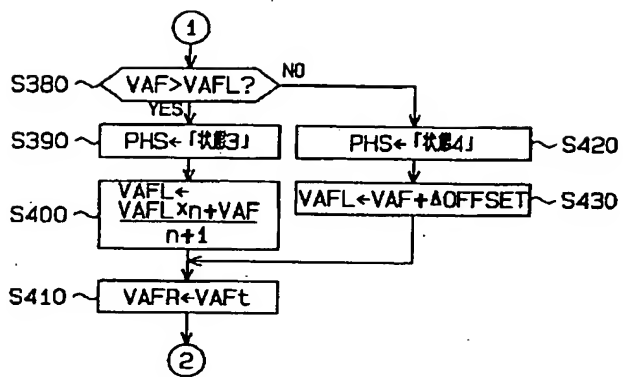 1
S380 VAF>VAFL? NO
YES
S390 PHS←「状態3」 PHS←「状態4」 S420
S400 VAFL←
VAFL×n+VAF
n+1
VAFL←VAF+ΔOFFSET S430
S410 VAFR←VAFt
2